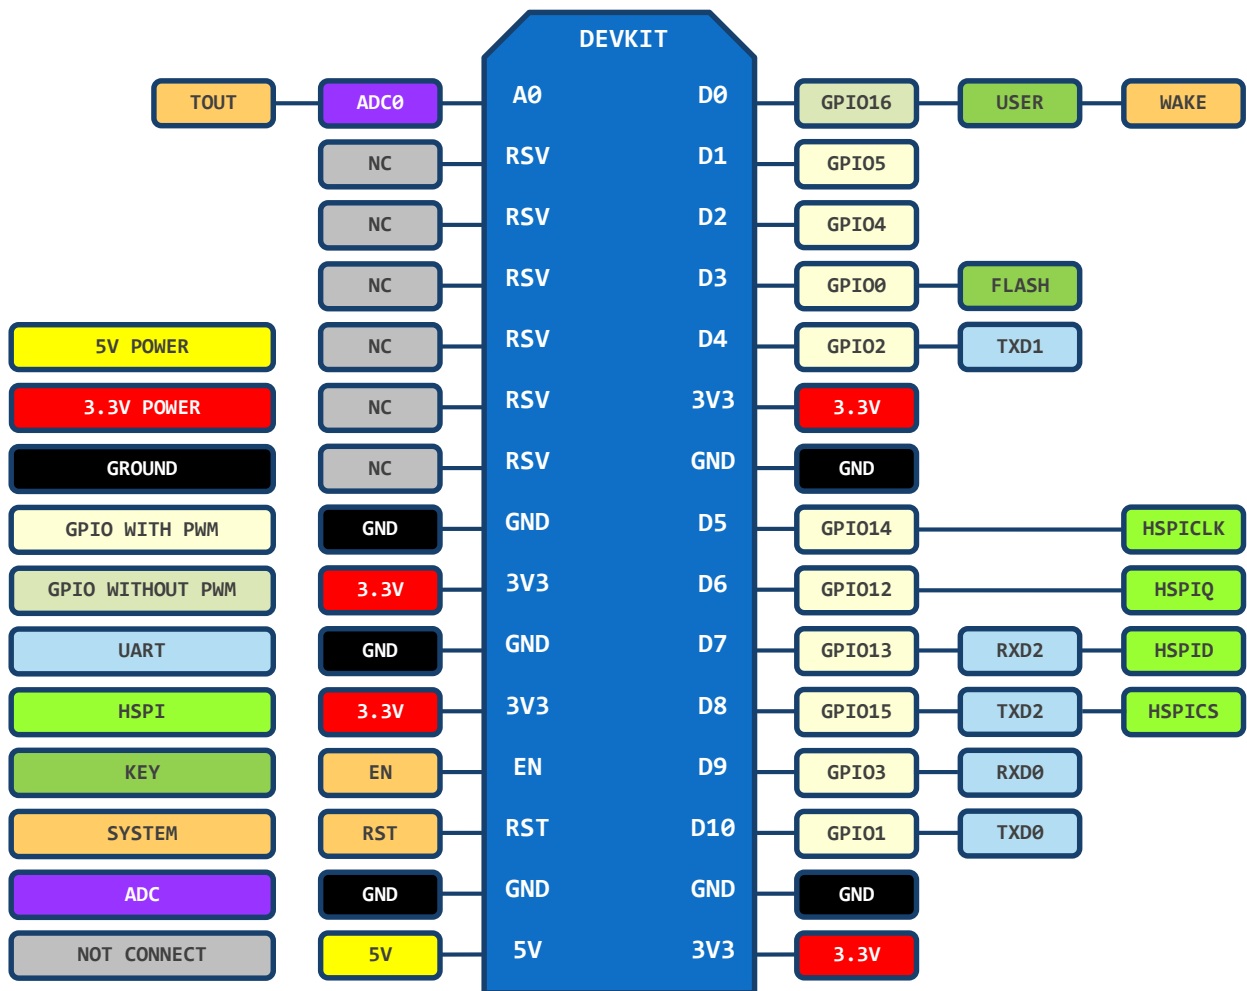 DEVKIT
TOUT ADC0 A0 D0 GPIO16 USER WAKE
NC RSV D1 GPIO5
NC RSV D2 GPIO4
NC RSV D3 GPIO0 FLASH
5V POWER NC RSV D4 GPIO2 TXD1
3.3V POWER NC RSV 3V3 3.3V
GROUND NC RSV GND GND
GPIO WITH PWM GND GND D5 GPIO14 HSPICLK
GPIO WITHOUT PWM 3.3V 3V3 D6 GPIO12 HSPIQ
UART GND GND D7 GPIO13 RXD2 HSPID
HSPI 3.3V 3V3 D8 GPIO15 TXD2 HSPICS
KEY EN EN D9 GPIO3 RXD0
SYSTEM RST RST D10 GPIO1 TXD0
ADC GND GND GND GND
NOT CONNECT 5V 5V 3V3 3.3V